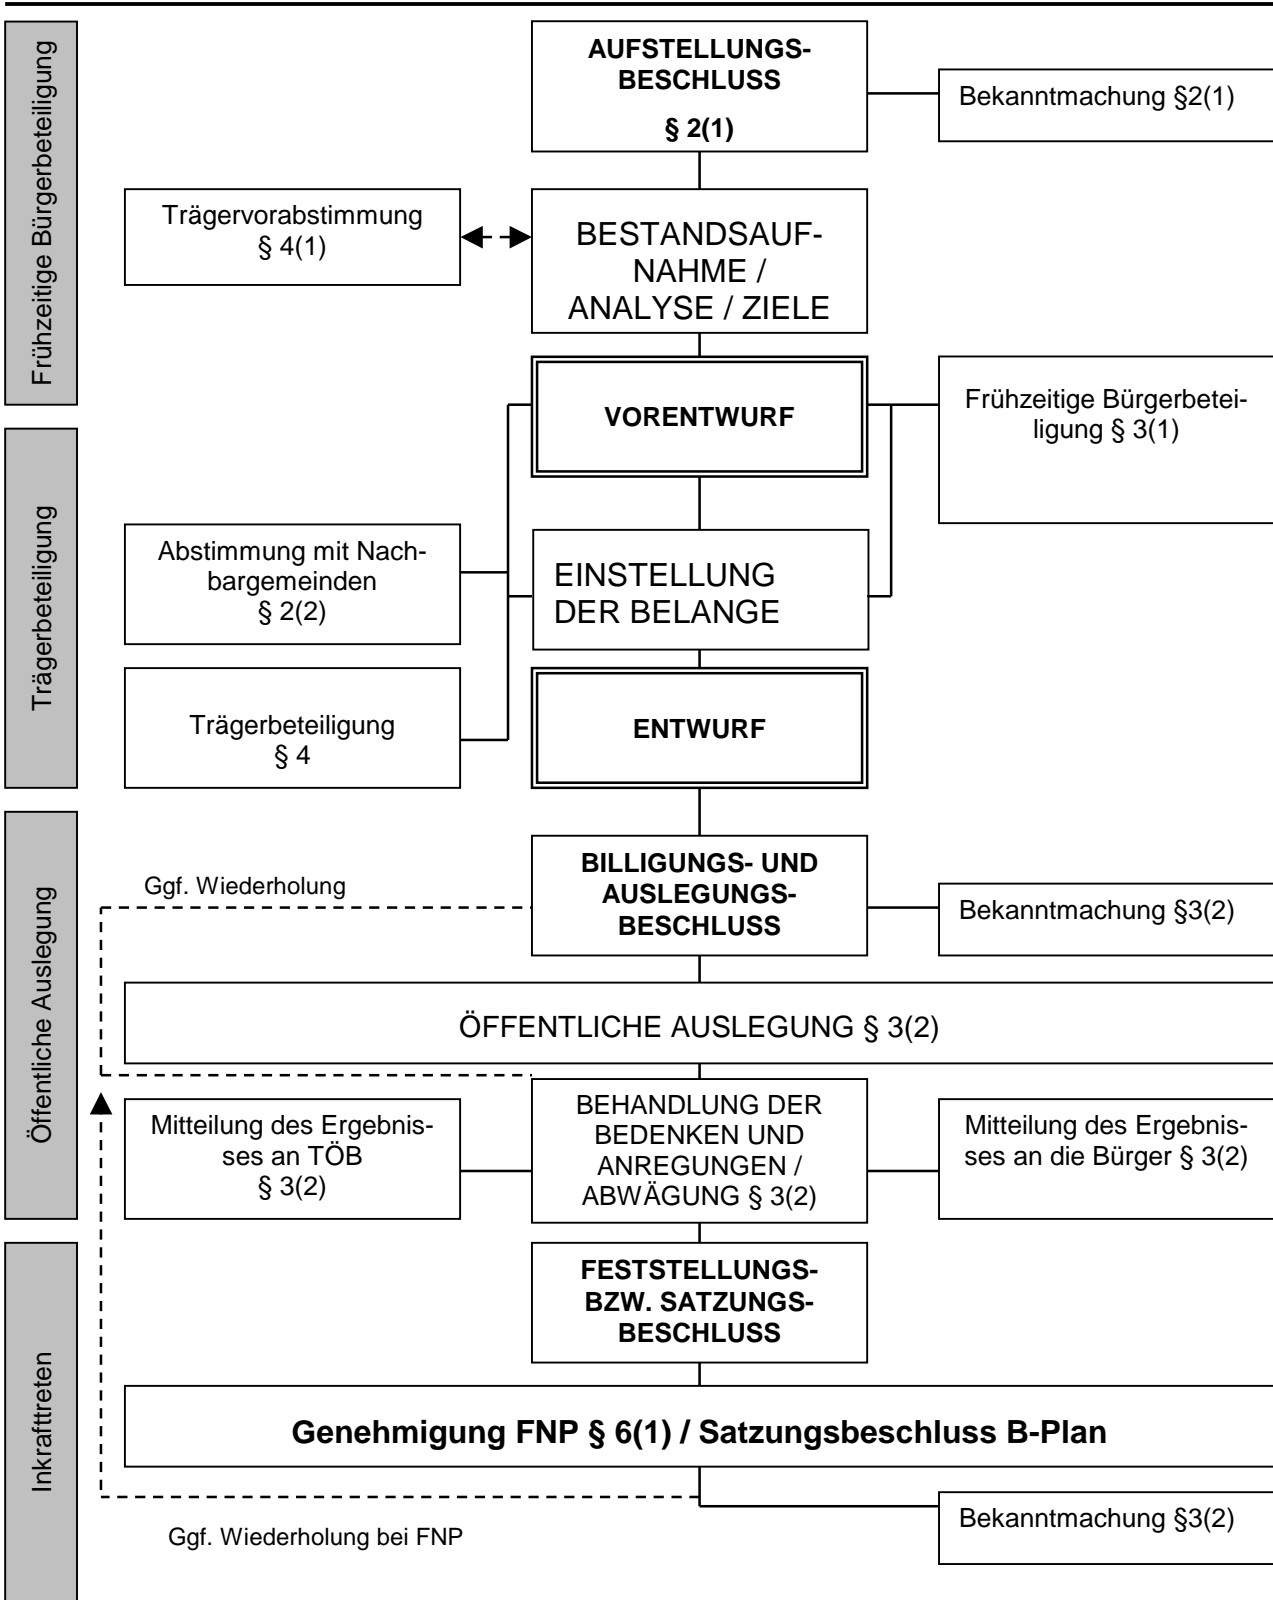 Frühzeitige Bürgerbeteiligung
AUFSTELLUNGS-
BESCHLUSS
§ 2(1)
Bekanntmachung §2(1)
Trägervorabstimmung
§ 4(1)
BESTANDSAUF-
NAHME /
ANALYSE / ZIELE
VORENTWURF
Frühzeitige Bürgerbetei-
ligung § 3(1)
Trägerbeteiligung
Abstimmung mit Nach-
bargemeinden
§ 2(2)
EINSTELLUNG
DER BELANGE
Trägerbeteiligung
§ 4
ENTWURF
Öffentliche Auslegung
Ggf. Wiederholung
BILLIGUNGS- UND
AUSLEGUNGS-
BESCHLUSS
Bekanntmachung §3(2)
ÖFFENTLICHE AUSLEGUNG § 3(2)
Mitteilung des Ergebnis-
ses an TÖB
§ 3(2)
BEHANDLUNG DER
BEDENKEN UND
ANREGUNGEN /
ABWÄGUNG § 3(2)
Mitteilung des Ergebnis-
ses an die Bürger § 3(2)
Inkrafttreten
FESTSTELLUNGS-
BZW. SATZUNGS-
BESCHLUSS
Genehmigung FNP § 6(1) / Satzungsbeschluss B-Plan
Bekanntmachung §3(2)
Ggf. Wiederholung bei FNP